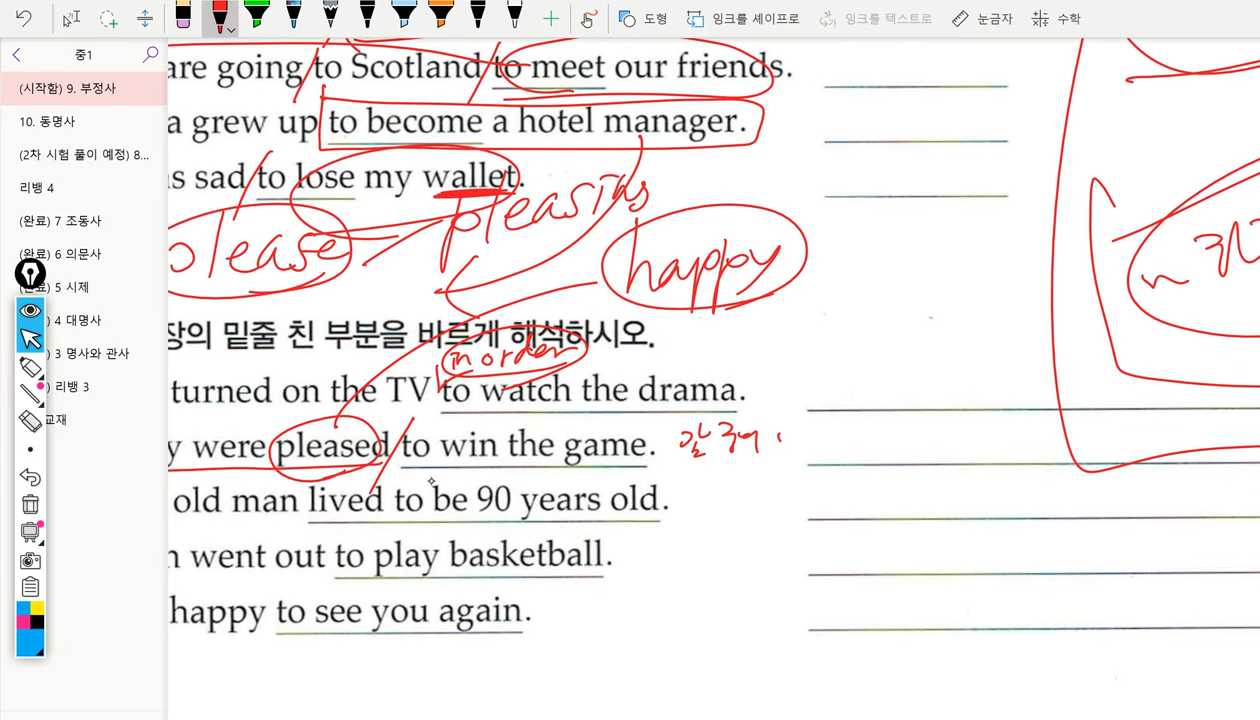 도형 잉크를 셰이프로 잉크를 텍스트로 눈금자 수학
중1
(시작함) 9. 부정사
10. 동명사
(2차 시험 풀이 예정) 8...
리뱅 4
(완료) 7 조동사
(완료) 6 의문사
5 시제
4 대명사
3 명사와 관사
리뱅 3
교재
are going to Scotland to meet our friends.
a grew up to become a hotel manager.
s sad to lose my wallet.
please pleasing
happy
장의 밑줄 친 부분을 바르게 해석하시오.
in order
turned on the TV to watch the drama.
y were pleased to win the game.
old man lived to be 90 years old.
n went out to play basketball.
happy to see you again.